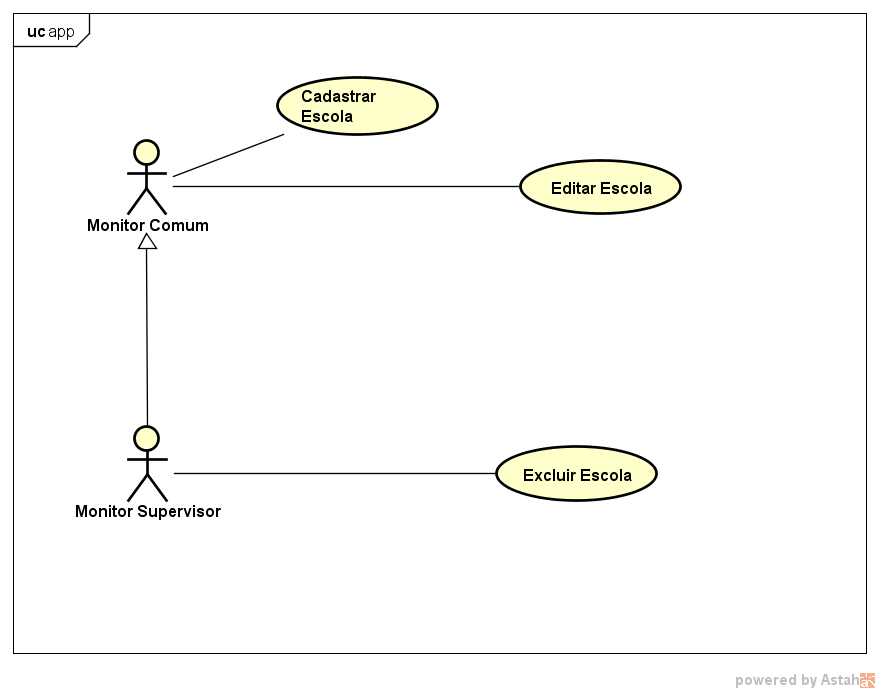 uc app
Cadastrar
Escola
Editar Escola
Monitor Comum
Excluir Escola
Monitor Supervisor
powered by Astah